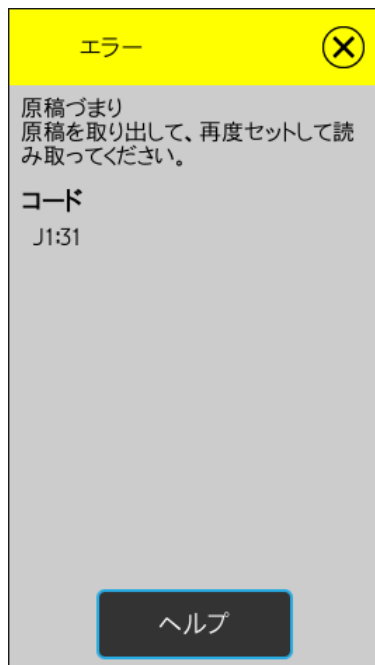 エラー
原稿づまり
原稿を取り出して、再度セットして読
み取ってください。
コード
J1:31
ヘルプ